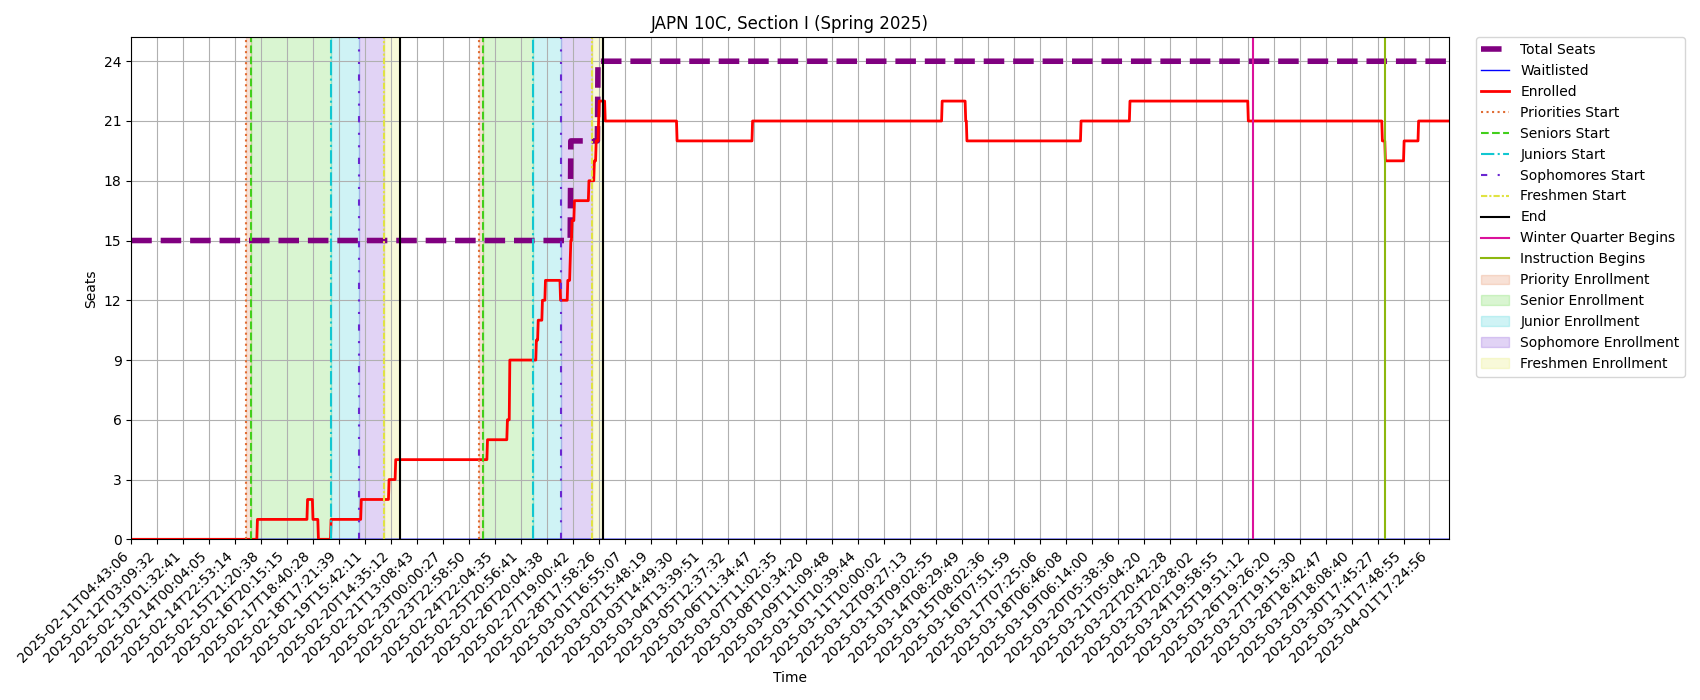 JAPN 10C, Section I (Spring 2025)
Seats
24
21
18
15
12
9
6
3
0
2025-02-11T04:43:06
2025-02-12T03:09:32
2025-02-13T01:32:41
2025-02-14T00:04:05
2025-02-14T22:53:14
2025-02-15T21:20:38
2025-02-16T20:15:15
2025-02-17T18:40:28
2025-02-18T17:21:39
2025-02-19T15:42:11
2025-02-20T14:35:12
2025-02-21T13:08:43
2025-02-23T00:00:27
2025-02-23T22:58:50
2025-02-24T22:04:35
2025-02-25T20:56:41
2025-02-26T20:04:38
2025-02-27T19:00:42
2025-02-28T17:58:26
2025-03-01T16:55:07
2025-03-02T15:48:19
2025-03-03T14:49:30
2025-03-04T13:39:51
2025-03-05T12:37:32
2025-03-06T11:34:47
2025-03-07T11:02:35
2025-03-08T10:34:20
2025-03-09T11:09:48
2025-03-10T10:39:44
2025-03-11T10:00:02
2025-03-12T09:27:13
2025-03-13T09:02:55
2025-03-14T08:29:49
2025-03-15T08:02:36
2025-03-16T07:51:59
2025-03-17T07:25:06
2025-03-18T06:46:08
2025-03-19T06:14:00
2025-03-20T05:38:36
2025-03-21T05:04:20
2025-03-22T20:42:28
2025-03-23T20:28:02
2025-03-24T19:58:55
2025-03-25T19:51:12
2025-03-26T19:26:20
2025-03-27T19:15:30
2025-03-28T18:42:47
2025-03-29T18:08:40
2025-03-30T17:45:27
2025-03-31T17:48:55
2025-04-01T17:24:56
Time
Total Seats
Waitlisted
Enrolled
Priorities Start
Seniors Start
Juniors Start
Sophomores Start
Freshmen Start
End
Winter Quarter Begins
Instruction Begins
Priority Enrollment
Senior Enrollment
Junior Enrollment
Sophomore Enrollment
Freshmen Enrollment